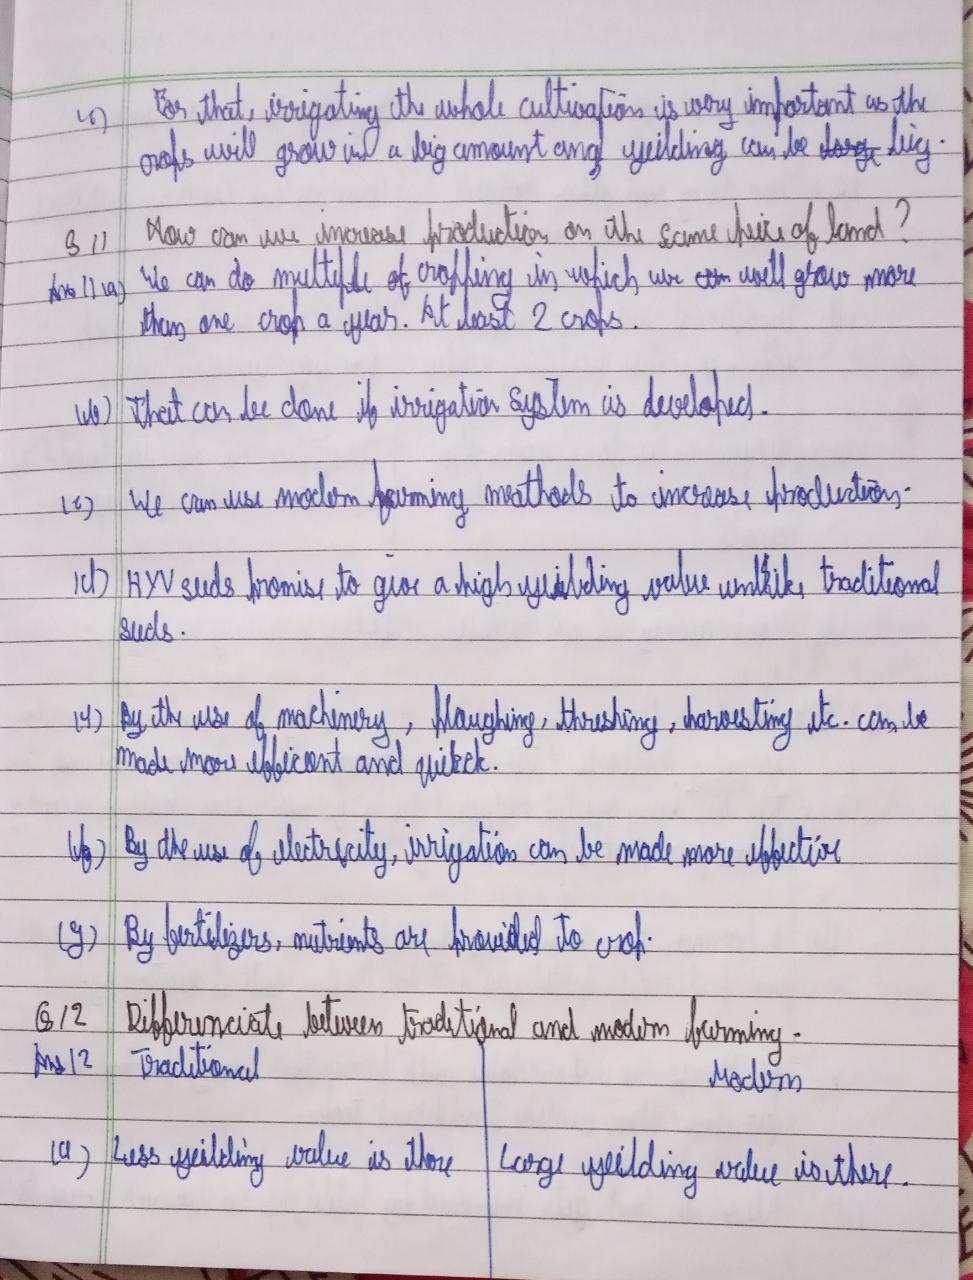 (c) For that, irrigating the whole cultivation is very important as the
crops will grow in a big amount and yeilding can be large big.
Q 11 How can we increase production on the same peice of land?
Ans 11 (a) We can do multiple of cropping in which we can will grow more
than one crop a year. At least 2 crops.
(b) That can be done if irrigation system is developed.
(c) We can use modern farming meathods to increase production.
(d) HYV seeds promise to give a high yeilding value unlike traditional
seeds.
By the use of machinery, ploughing, threshing, harvesting etc. can be
made more efficient and quick.
By the use of electricity, irrigation can be made more effective
(g) By fertilizers, nutrients are provided to crop.
Q 12 Differenciate between traditional and modern farming.
Ans 12 Traditional Modern
(a) Less yeilding value is there Large yeilding value is there.